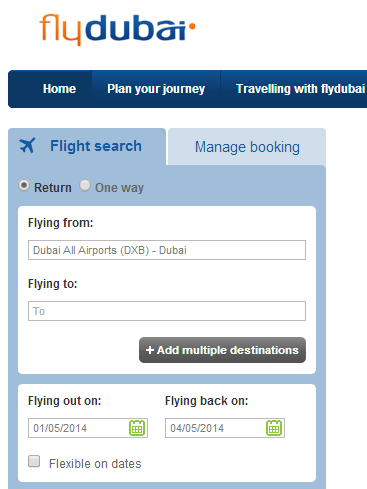 flydubai
Home Plan your journey Travelling with flydubai
Flight search Manage booking
Return One way
Flying from:
Dubai All Airports (DXB) - Dubai
Flying to:
To
+ Add multiple destinations
Flying out on: Flying back on:
01/05/2014 04/05/2014
Flexible on dates